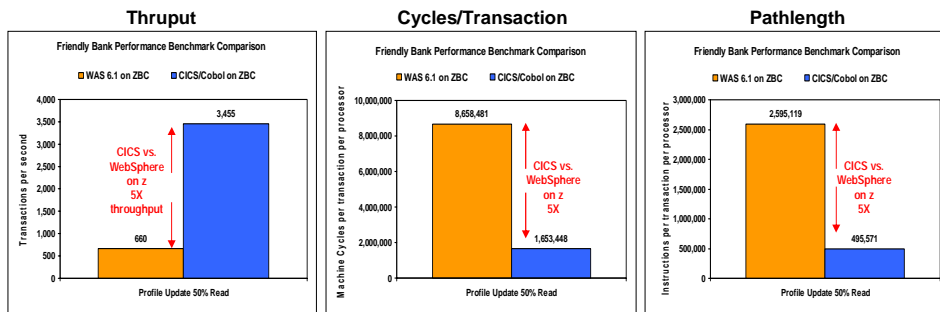 Thruput
Friendly Bank Performance Benchmark Comparison
WAS 6.1 on ZBC
CICS/Cobol on ZBC
Transactions per second
4,000
3,500
3,000
2,500
2,000
1,500
1,000
500
0
660
3,455
CICS vs.
WebSphere
on z
5X
throughput
Profile Update 50% Read
Cycles/Transaction
Friendly Bank Performance Benchmark Comparison
WAS 6.1 on ZBC
CICS/Cobol on ZBC
Machine Cycles per transaction per processor
10,000,000
8,000,000
6,000,000
4,000,000
2,000,000
0
8,658,481
1,653,448
CICS vs.
WebSphere
on z
5X
Profile Update 50% Read
Pathlength
Friendly Bank Performance Benchmark Comparison
WAS 6.1 on ZBC
CICS/Cobol on ZBC
Instructions per transaction per processor
3,000,000
2,500,000
2,000,000
1,500,000
1,000,000
500,000
0
2,595,119
495,571
CICS vs.
WebSphere
on z
5X
Profile Update 50% Read